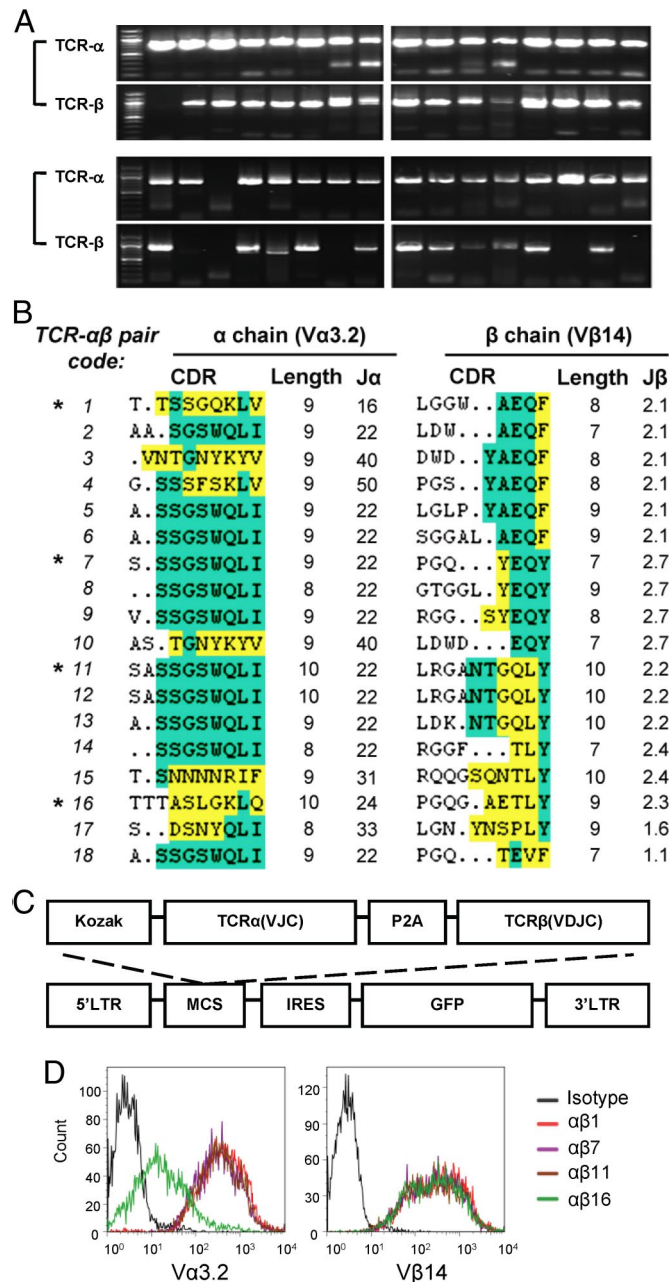 A
TCR-α
TCR-β
TCR-α
TCR-β
B
TCR-αβ pair code:
α chain (Vα3.2) β chain (Vβ14)
CDR Length Jα CDR Length Jβ
* 1 T.TSSGQKLV 9 16 LGGW..AEQF 8 2.1
2 AA.SGSWQLI 9 22 LDW...AEQF 7 2.1
3 .VNTGNYKYV 9 40 DWD..YAEQF 8 2.1
4 G.SSSFSKLV 9 50 PGS..YAEQF 8 2.1
5 A.SSGSWQLI 9 22 LGLP.YAEQF 9 2.1
6 A.SSGSWQLI 9 22 SGGAL.AEQF 9 2.1
* 7 S.SSGSWQLI 9 22 PGQ...YEQY 7 2.7
8 ..SSGSWQLI 8 22 GTGGL.YEQY 9 2.7
9 V.SSGSWQLI 9 22 RGG..SYEQY 8 2.7
10 AS.TGNYKYV 9 40 LDWD...EQY 7 2.7
* 11 SASSGSWQLI 10 22 LRGANTGQLY 10 2.2
12 SASSGSWQLI 10 22 LRGANTGQLY 10 2.2
13 A.SSGSWQLI 9 22 LDK.NTGQLY 10 2.2
14 ..SSGSWQLI 8 22 RGGF...TLY 7 2.4
15 T.SNNNNRIF 9 31 RQQGSQNTLY 10 2.4
* 16 TTTASLGKLQ 10 24 PGQG.AETLY 9 2.3
17 S..DSNYQLI 8 33 LGN.YNSPLY 9 1.6
18 A.SSGSWQLI 9 22 PGQ...TEVF 7 1.1
C
Kozak TCRα(VJC) P2A TCRβ(VDJC)
5'LTR MCS IRES GFP 3'LTR
D
Count
100
80
60
40
20
0
10⁰ 10¹ 10² 10³ 10⁴
Vα3.2
120
90
60
30
0
10⁰ 10¹ 10² 10³ 10⁴
Vβ14
Isotype
αβ1
αβ7
αβ11
αβ16